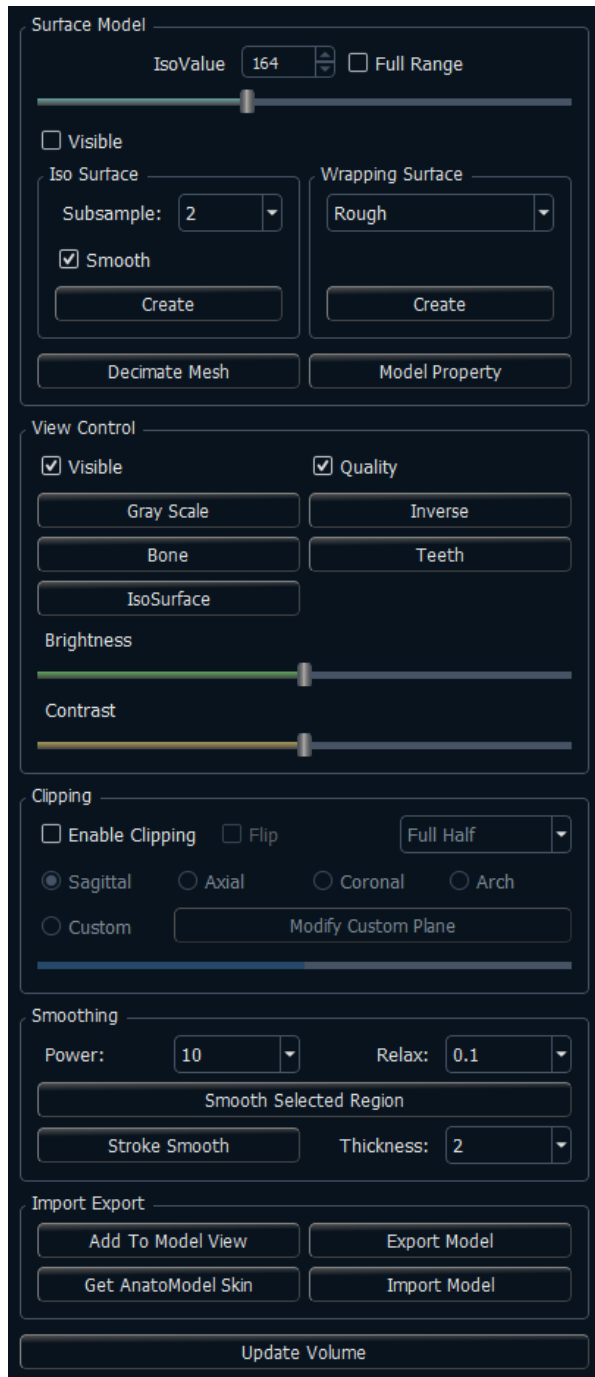 Surface Model
IsoValue 164 Full Range
Visible
Iso Surface Wrapping Surface
Subsample: 2 Rough
Smooth
Create Create
Decimate Mesh Model Property
View Control
Visible Quality
Gray Scale Inverse
Bone Teeth
IsoSurface
Brightness
Contrast
Clipping
Enable Clipping Flip Full Half
Sagittal Axial Coronal Arch
Custom Modify Custom Plane
Smoothing
Power: 10 Relax: 0.1
Smooth Selected Region
Stroke Smooth Thickness: 2
Import Export
Add To Model View Export Model
Get AnatoModel Skin Import Model
Update Volume